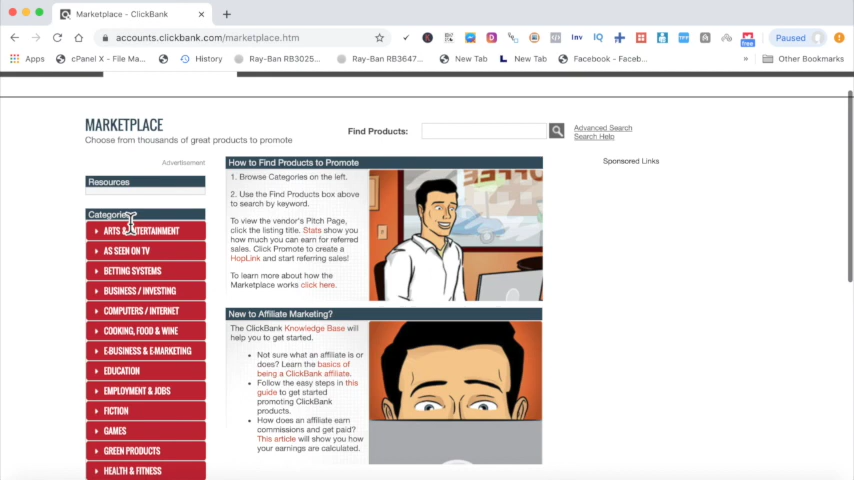 Marketplace - ClickBank
accounts.clickbank.com/marketplace.htm
Inv
IQ
TPP
free
Paused
Apps
cPanel X - File Ma...
History
Ray-Ban RB3025...
Ray-Ban RB3647...
New Tab
New Tab
Facebook - Faceb...
»
Other Bookmarks
MARKETPLACE
Choose from thousands of great products to promote
Find Products:
Advanced Search
Search Help
Advertisement
Sponsored Links
Resources
Categories
ARTS & ENTERTAINMENT
AS SEEN ON TV
BETTING SYSTEMS
BUSINESS / INVESTING
COMPUTERS / INTERNET
COOKING, FOOD & WINE
E-BUSINESS & E-MARKETING
EDUCATION
EMPLOYMENT & JOBS
FICTION
GAMES
GREEN PRODUCTS
HEALTH & FITNESS
How to Find Products to Promote
1. Browse Categories on the left.
2. Use the Find Products box above
to search by keyword.
To view the vendor's Pitch Page,
click the listing title. Stats show you
how much you can earn for referred
sales. Click Promote to create a
HopLink and start referring sales!
To learn more about how the
Marketplace works click here.
COFFEE
New to Affiliate Marketing?
The ClickBank Knowledge Base will
help you to get started.
• Not sure what an affiliate is or
does? Learn the basics of
being a ClickBank affiliate.
• Follow the easy steps in this
guide to get started
promoting ClickBank
products.
• How does an affiliate earn
commissions and get paid?
This article will show you how
your earnings are calculated.